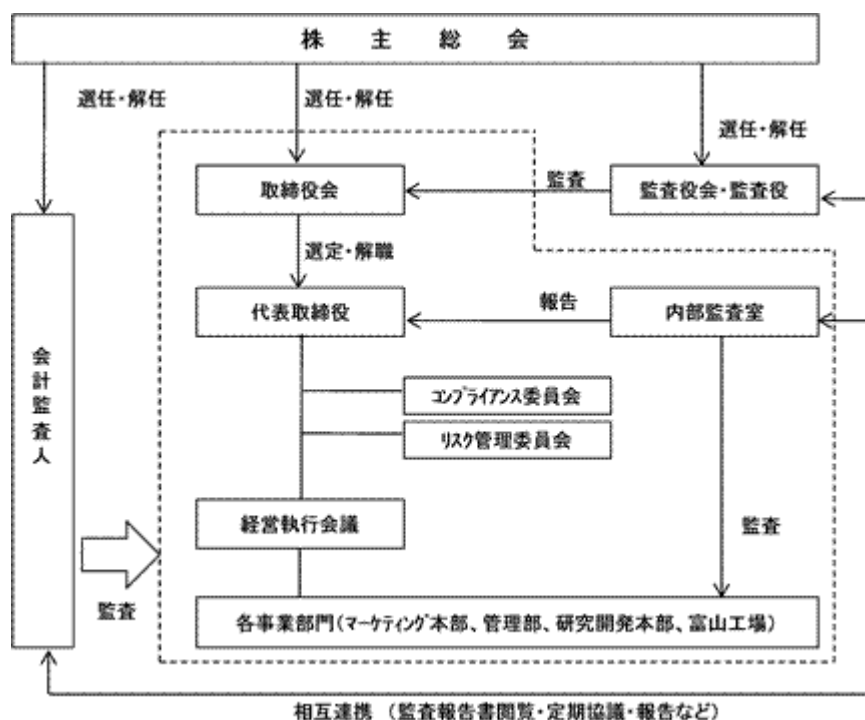 株主総会
選任・解任
選任・解任
選任・解任
取締役会
監査
監査役会・監査役
選定・解職
代表取締役
報告
内部監査室
会計監査人
コンプライアンス委員会
リスク管理委員会
経営執行会議
監査
監査
各事業部門(マーケティング本部、管理部、研究開発本部、富山工場)
相互連携 (監査報告書閲覧・定期協議・報告など)